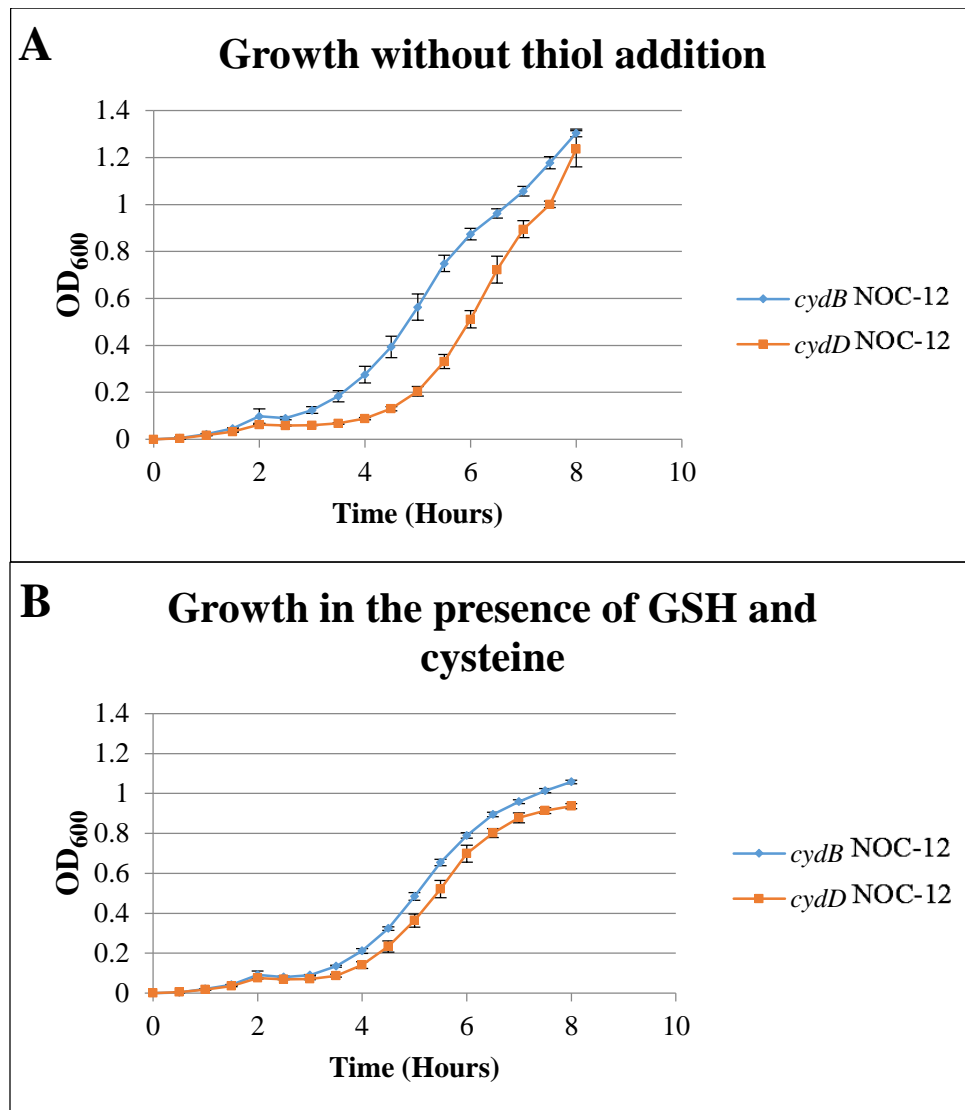 A
Growth without thiol addition
1.4
1.2
1
0.8
0.6
0.4
0.2
0
OD600
0 2 4 6 8 10
Time (Hours)
cydB NOC-12
cydD NOC-12
B
Growth in the presence of GSH and
cysteine
1.4
1.2
1
0.8
0.6
0.4
0.2
0
OD600
0 2 4 6 8 10
Time (Hours)
cydB NOC-12
cydD NOC-12